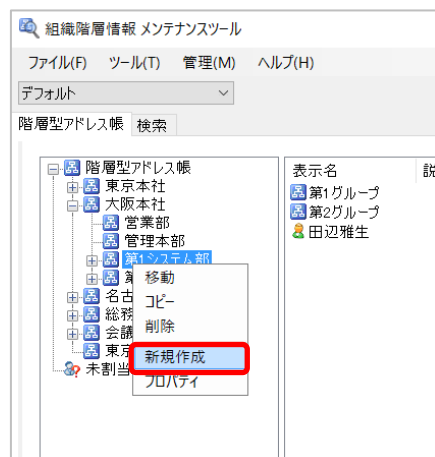 組織階層情報 メンテナンスツール
ファイル(F) ツール(T) 管理(M) ヘルプ(H)
デフォルト
階層型アドレス帳 検索
階層型アドレス帳
東京本社
大阪本社
営業部
管理本部
第1システム部
第
名古
総務
会議
東京
未割当
移動
コピー
削除
新規作成
プロパティ
表示名 説
第1グループ
第2グループ
田辺雅生